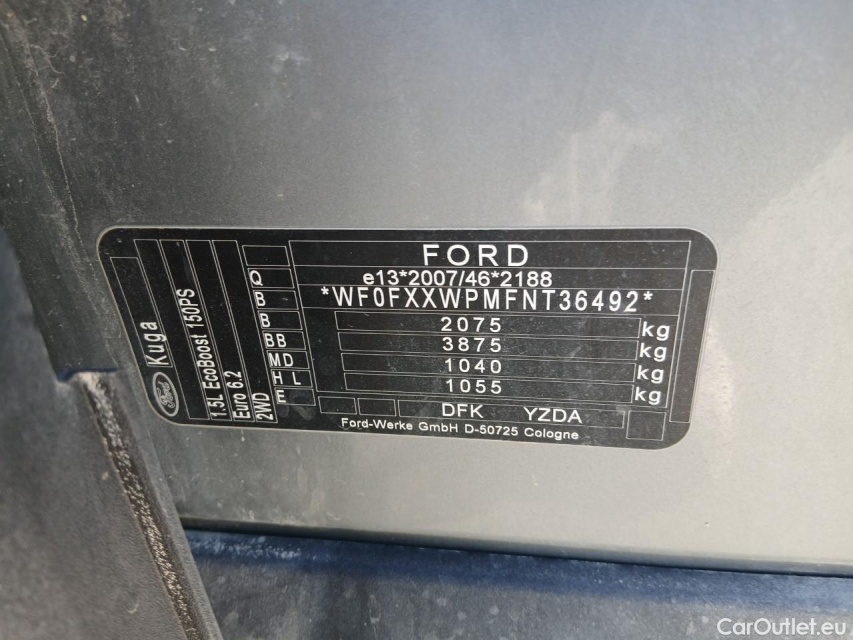 FORD
e13*2007/46*2188
*WF0FXXWPMFNT36492*
2075 kg
3875 kg
1040 kg
1055 kg
DFK YZDA
Ford-Werke GmbH D-50725 Cologne
Q
B
B
BB
MD
H L
E
Ford
Kuga
1.5L EcoBoost 150PS
Euro 6.2
2WD
CarOutlet.eu